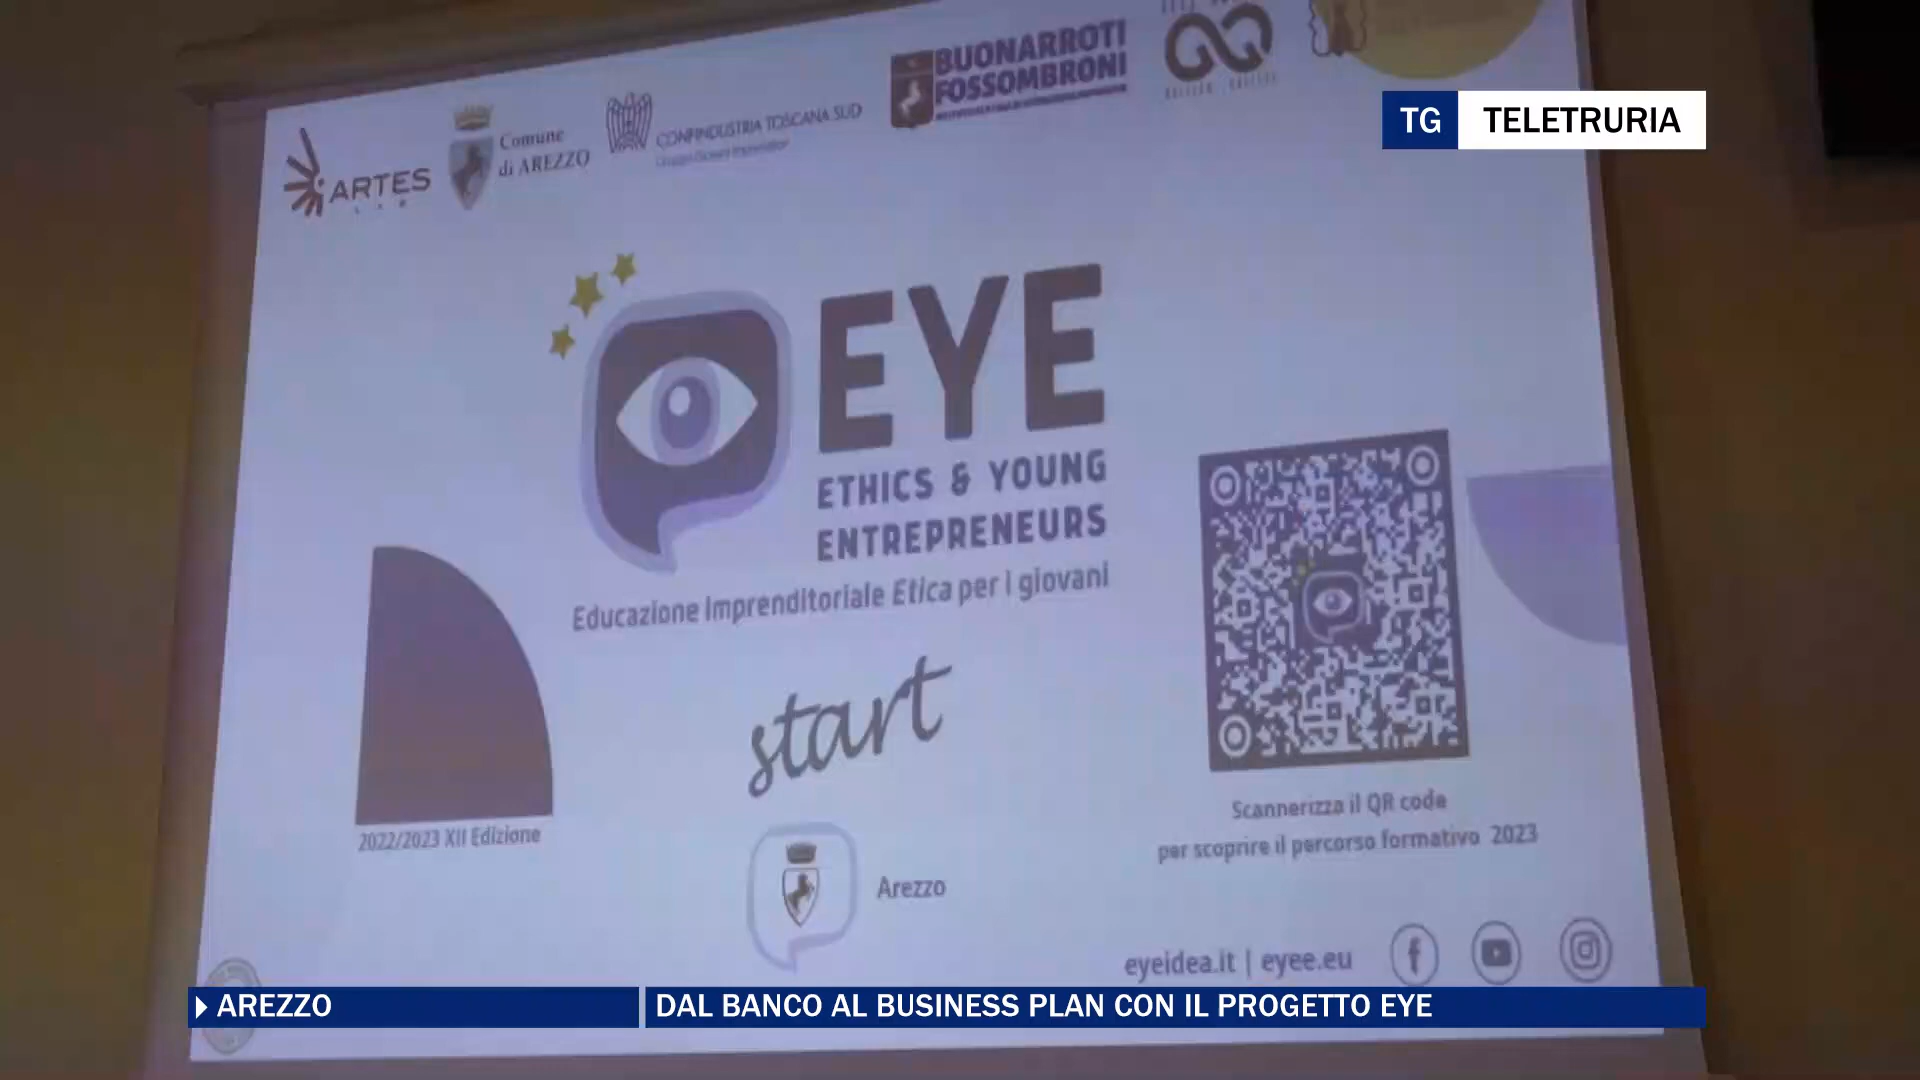 BUONARROTI
FOSSOMBRONI
TG TELETRURIA
ARTES
LAB
Comune
di AREZZO
CONFINDUSTRIA TOSCANA SUD
EYE
ETHICS & YOUNG
ENTREPRENEURS
Educazione Imprenditoriale Etica per i giovani
start
2022/2023 XII Edizione
Arezzo
Scannerizza il QR code
per scoprire il percorso formativo 2023
eyeidea.it | eyee.eu
AREZZO
DAL BANCO AL BUSINESS PLAN CON IL PROGETTO EYE